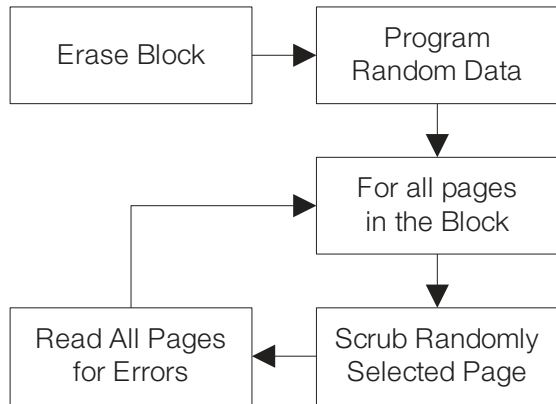 Erase Block
Program
Random Data
For all pages
in the Block
Scrub Randomly
Selected Page
Read All Pages
for Errors